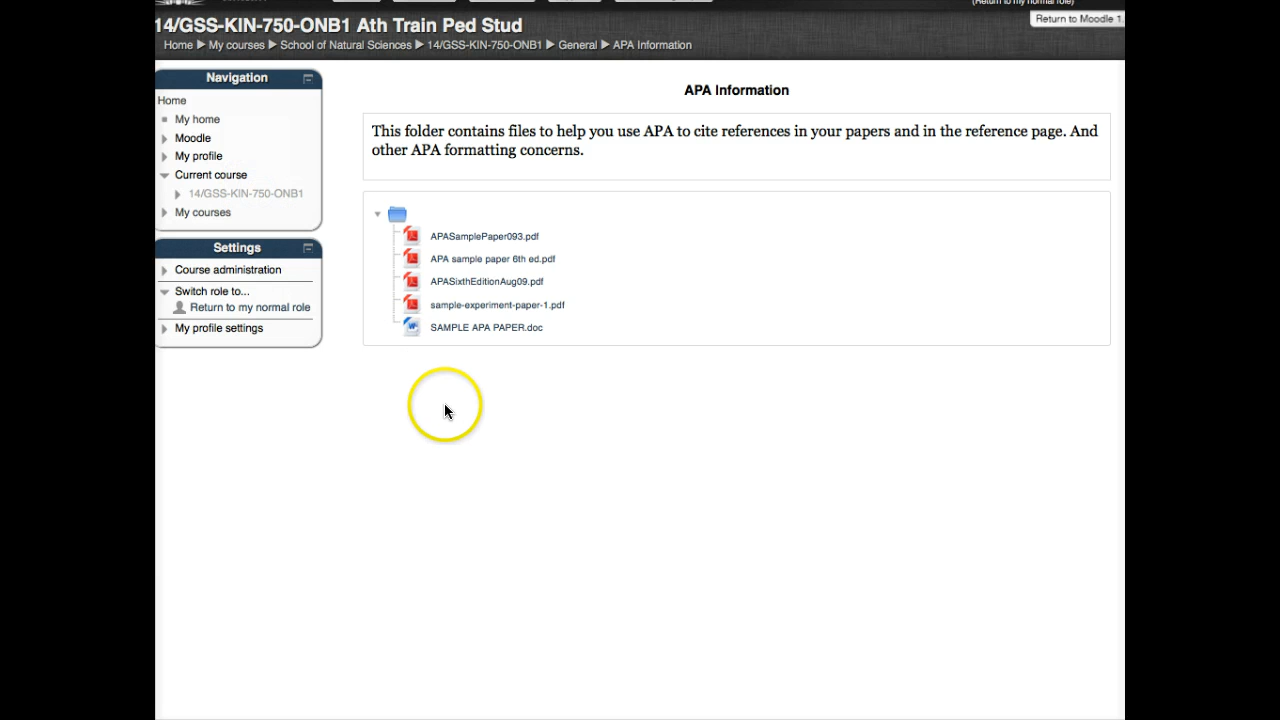 (Return to my normal role)
14/GSS-KIN-750-ONB1 Ath Train Ped Stud
Return to Moodle 1.
Home ▶ My courses ▶ School of Natural Sciences ▶ 14/GSS-KIN-750-ONB1 ▶ General ▶ APA Information
Navigation
Home
My home
Moodle
My profile
Current course
14/GSS-KIN-750-ONB1
My courses
Settings
Course administration
Switch role to...
Return to my normal role
My profile settings
APA Information
This folder contains files to help you use APA to cite references in your papers and in the reference page. And
other APA formatting concerns.
APASamplePaper093.pdf
APA sample paper 6th ed.pdf
APASixthEditionAug09.pdf
sample-experiment-paper-1.pdf
SAMPLE APA PAPER.doc